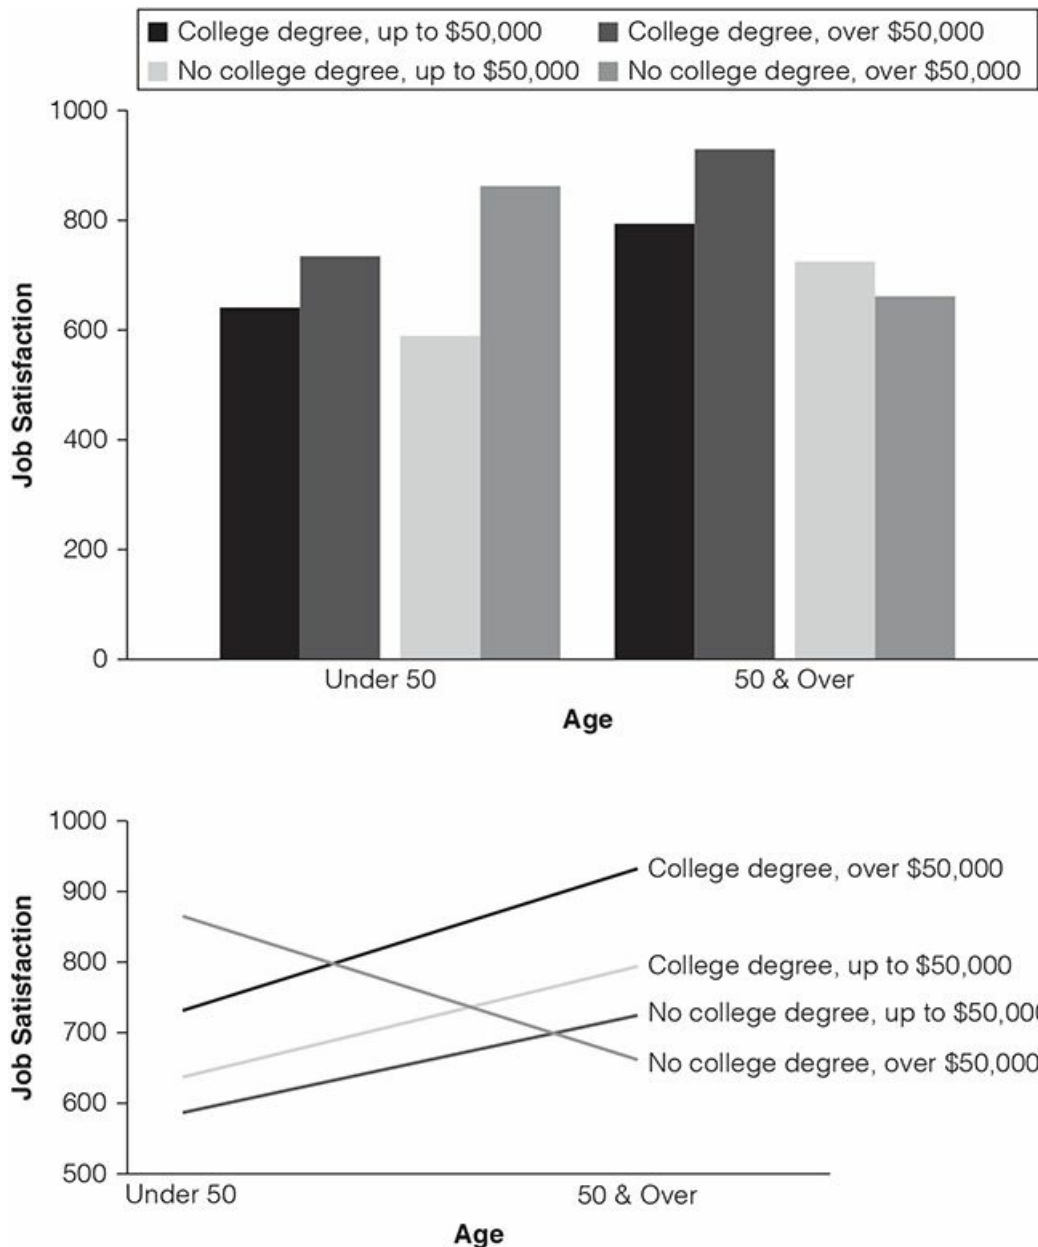 College degree, up to $50,000 College degree, over $50,000
No college degree, up to $50,000 No college degree, over $50,000
1000
800
600
400
200
0
Job Satisfaction
Under 50 50 & Over
Age
1000
900
800
700
600
500
Job Satisfaction
College degree, over $50,000
College degree, up to $50,000
No college degree, up to $50,000
No college degree, over $50,000
Under 50 50 & Over
Age